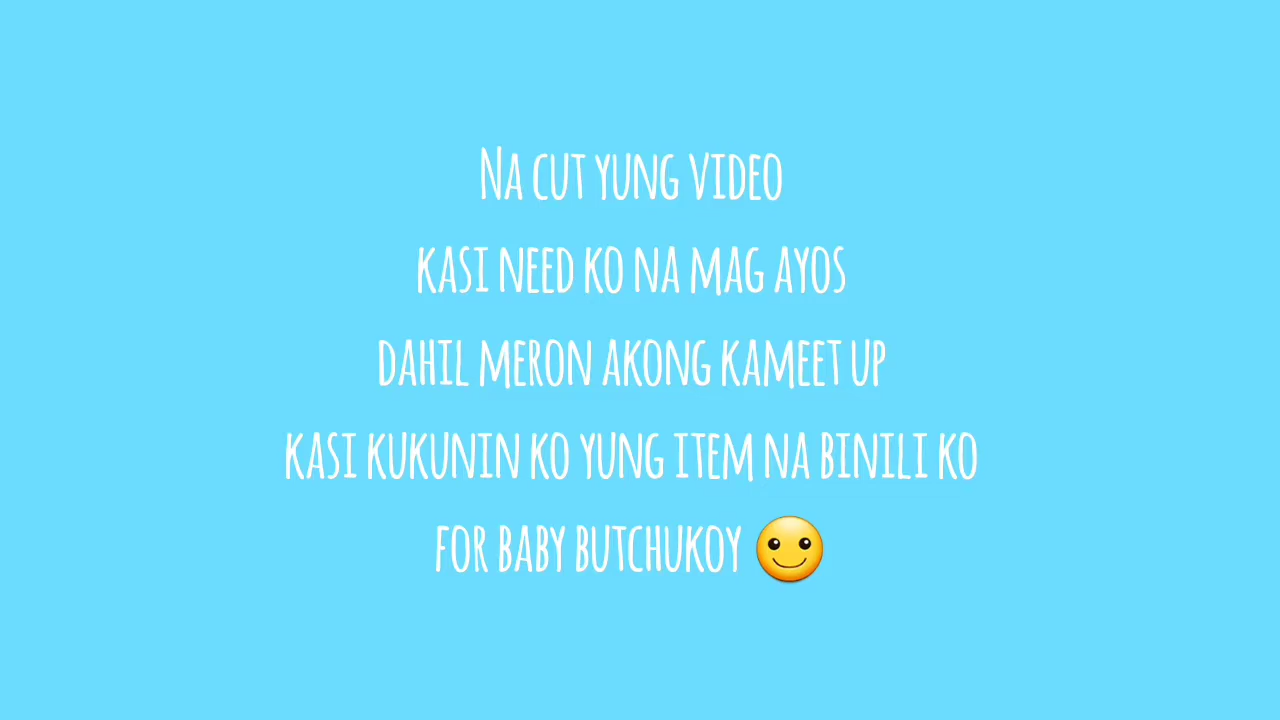 Na cut yung video
kasi need ko na mag ayos
dahil meron akong kameet up
kasi kukunin ko yung item na binili ko
for baby butchukoy 🙂